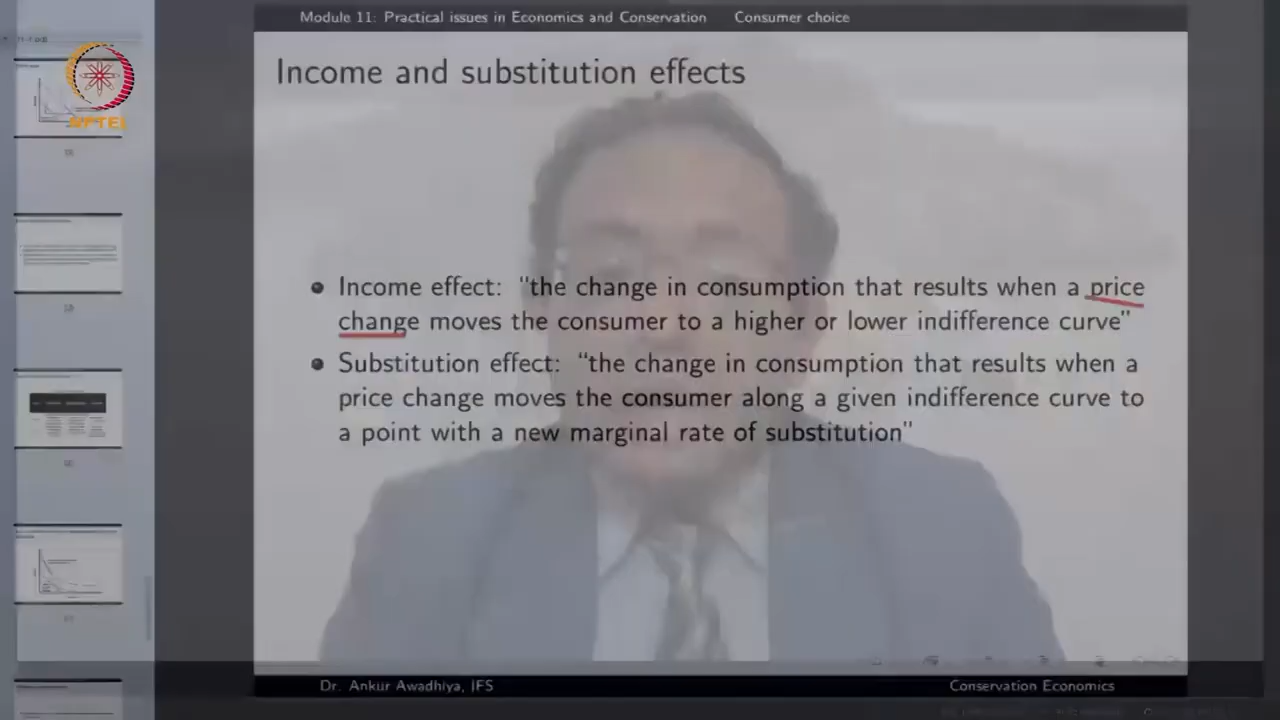 Module 11: Practical issues in Economics and Conservation Consumer choice
NPTEL
Income and substitution effects
Income effect: "the change in consumption that results when a price
change moves the consumer to a higher or lower indifference curve"
Substitution effect: "the change in consumption that results when a
price change moves the consumer along a given indifference curve to
a point with a new marginal rate of substitution"
Dr. Ankur Awadhiya, IFS Conservation Economics